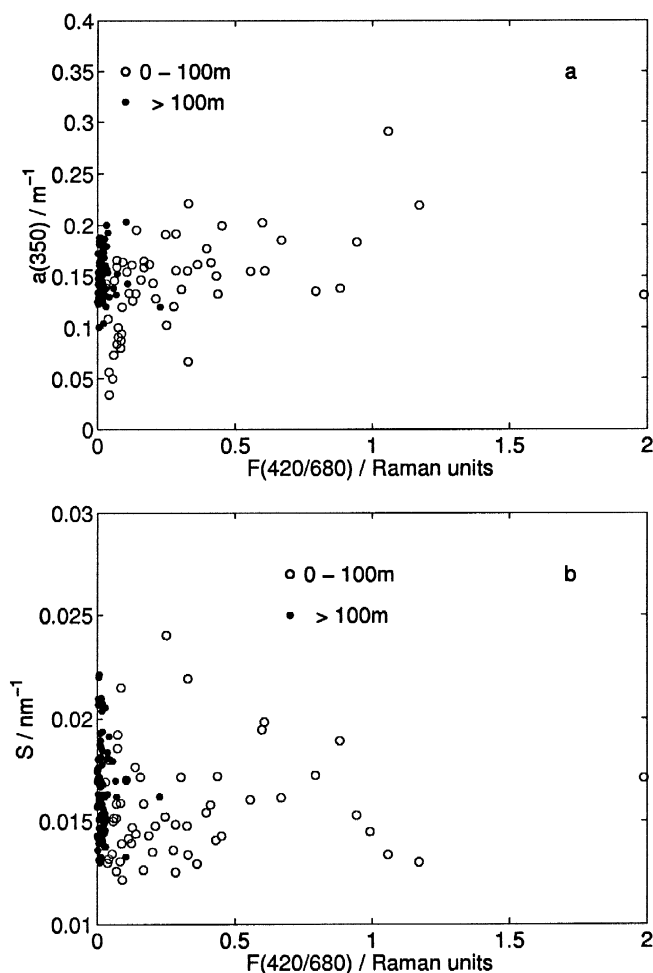 0.4
0.35
0.3
0.25
0.2
0.15
0.1
0.05
0
a(350) / m⁻¹
○ 0 – 100m
● > 100m
a
0 0.5 1 1.5 2
F(420/680) / Raman units
0.03
0.025
0.02
0.015
0.01
S / nm⁻¹
○ 0 – 100m
● > 100m
b
0 0.5 1 1.5 2
F(420/680) / Raman units